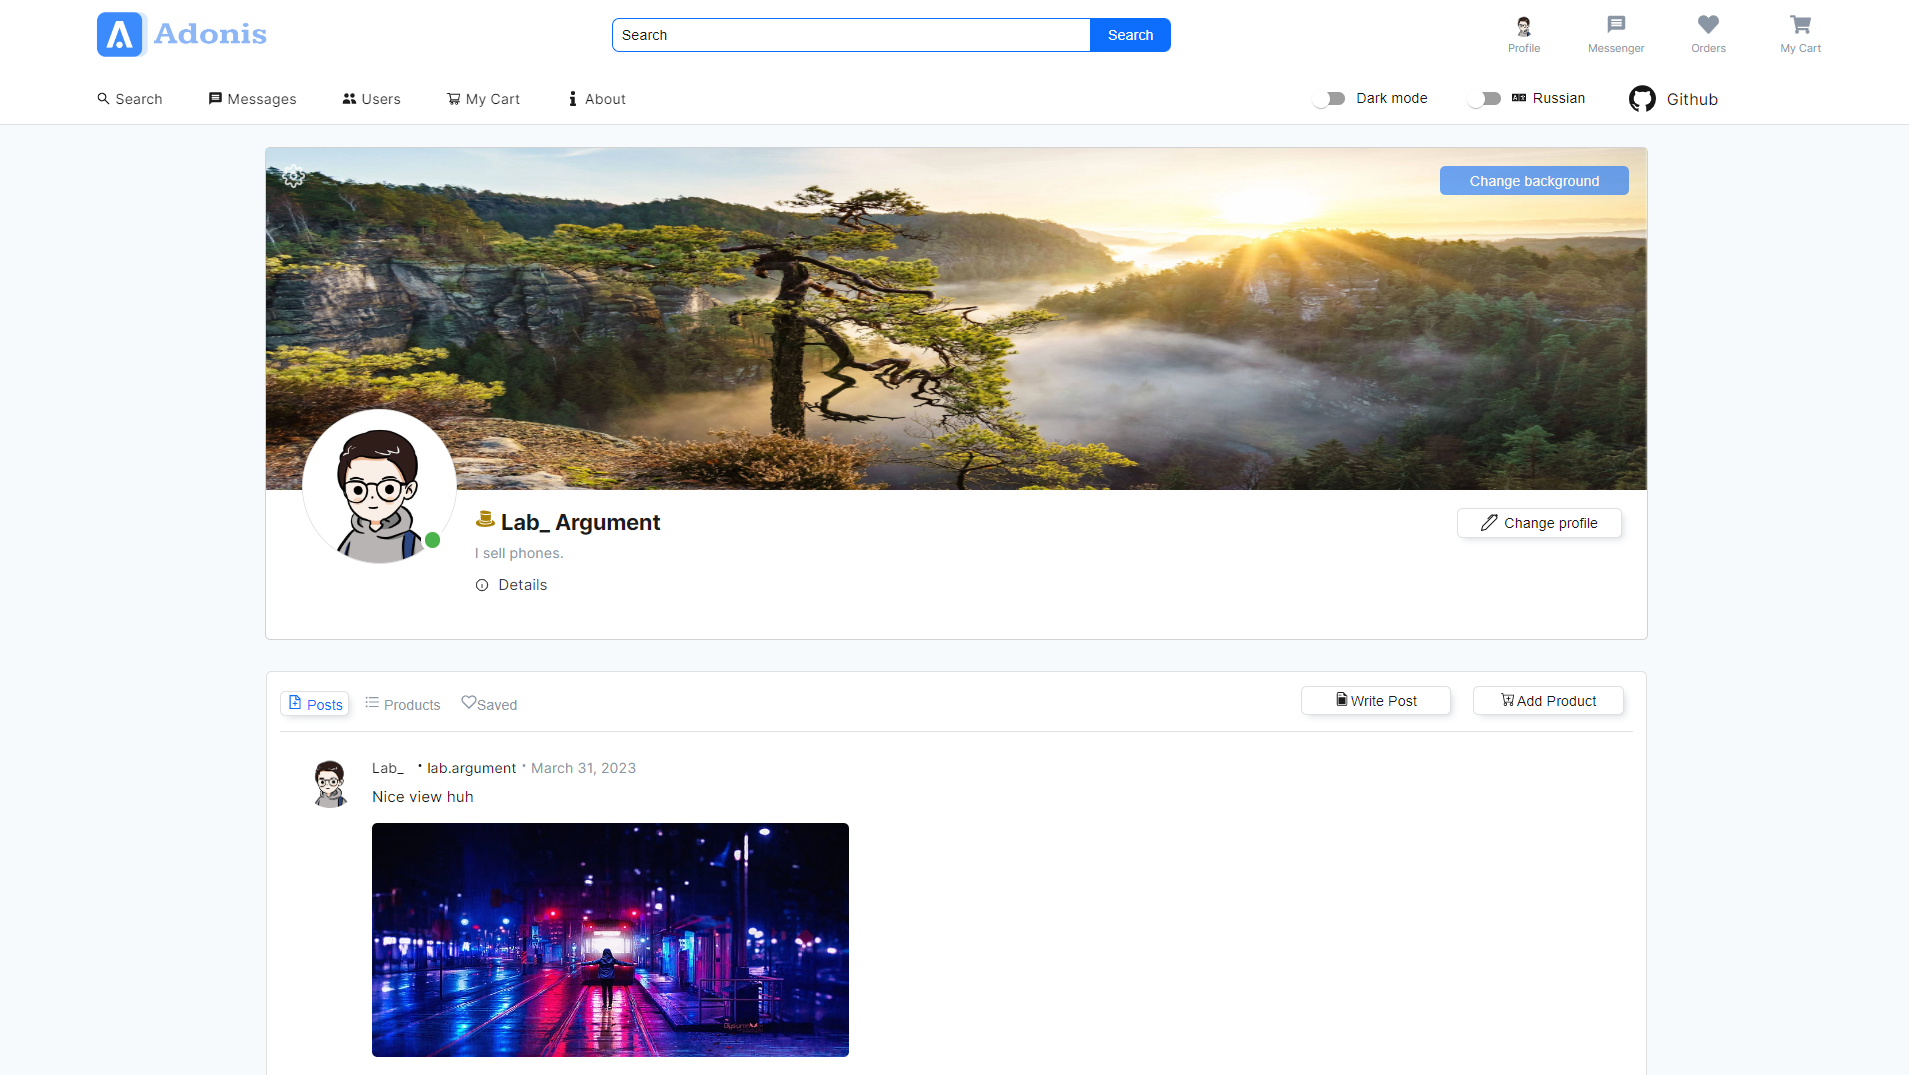 Adonis
Search
Search
Profile
Messenger
Orders
My Cart
Search
Messages
Users
My Cart
About
Dark mode
Russian
Github
Change background
Lab_ Argument
Change profile
I sell phones.
Details
Posts
Products
Saved
Write Post
Add Product
Lab_ · lab.argument · March 31, 2023
Nice view huh